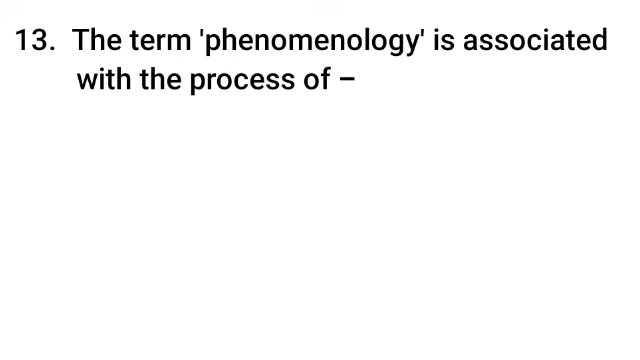 13. The term 'phenomenology' is associated
with the process of –